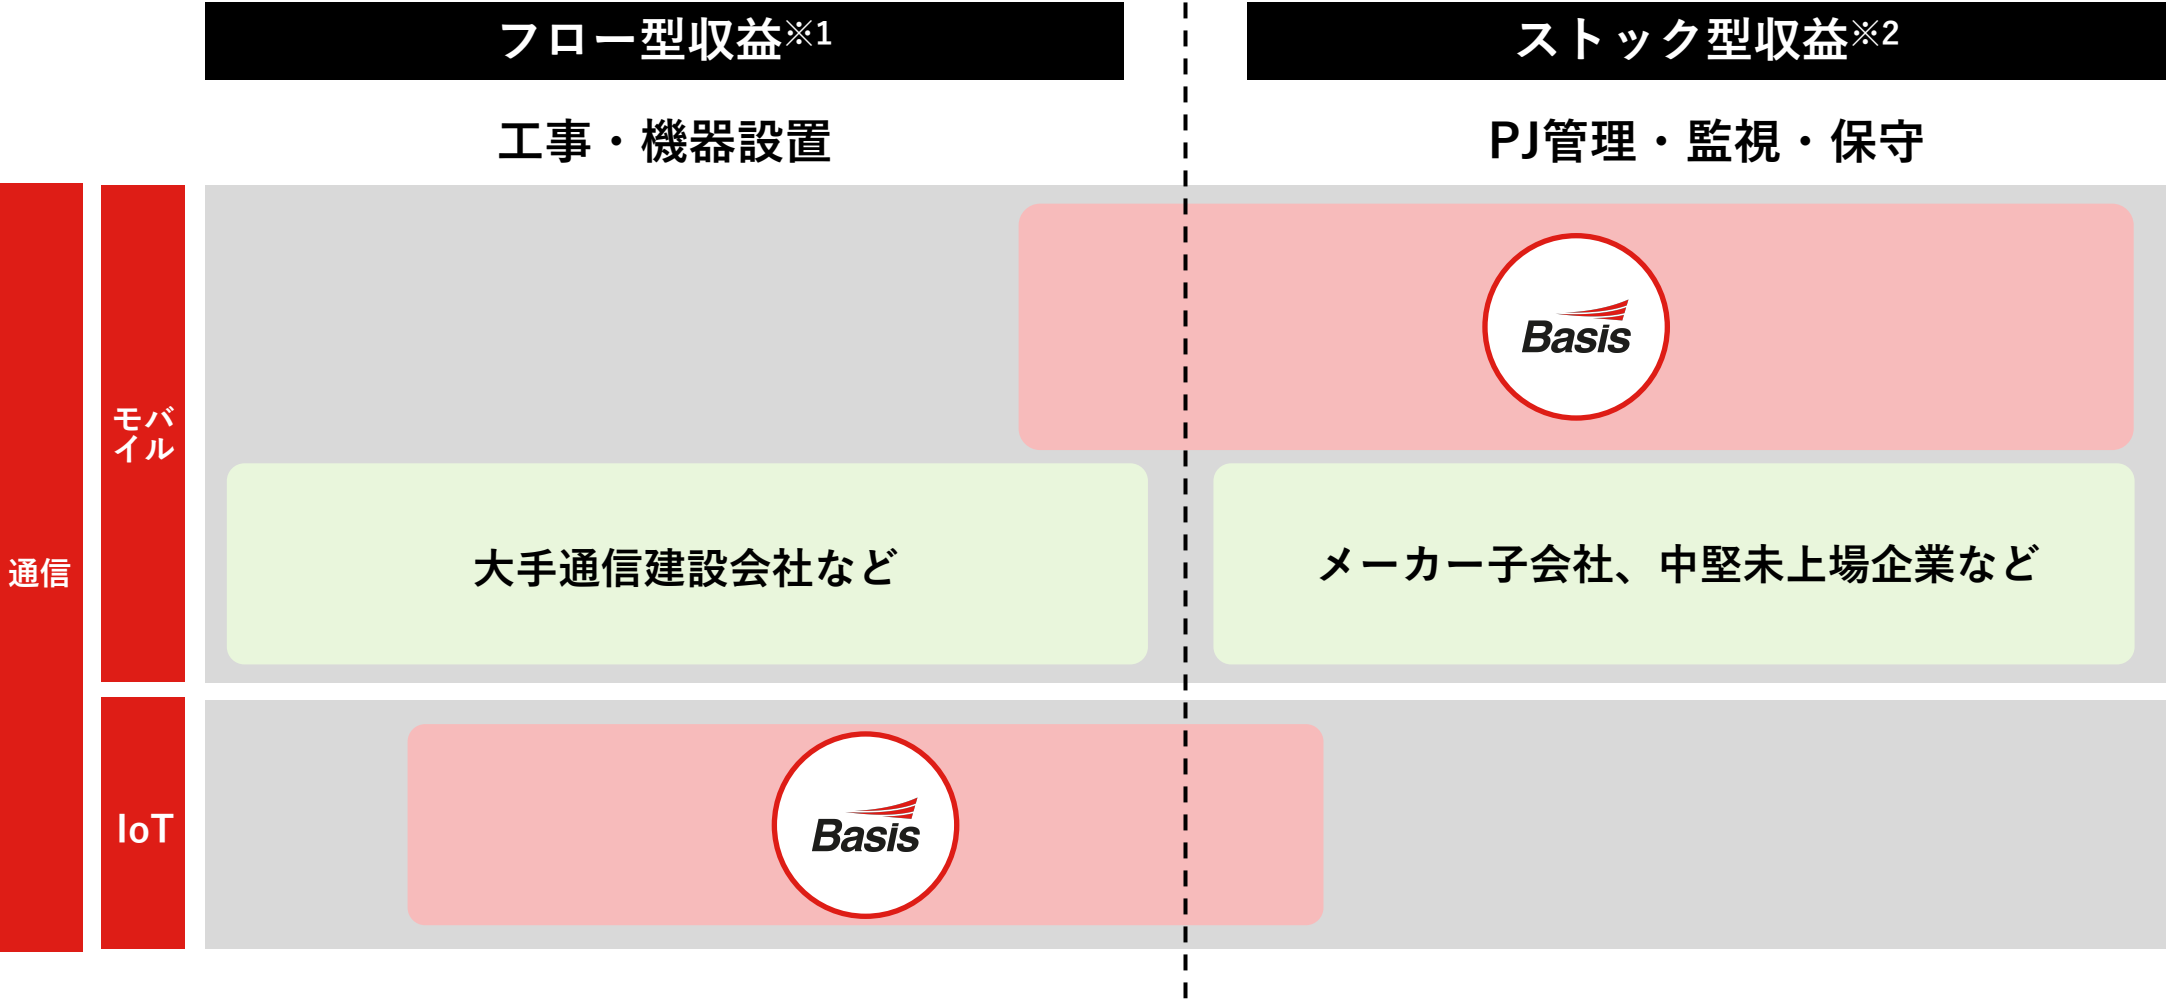 フロー型収益※1
ストック型収益※2
工事・機器設置
PJ管理・監視・保守
通信
モバ
イル
Basis
大手通信建設会社など
メーカー子会社、中堅未上場企業など
IoT
Basis